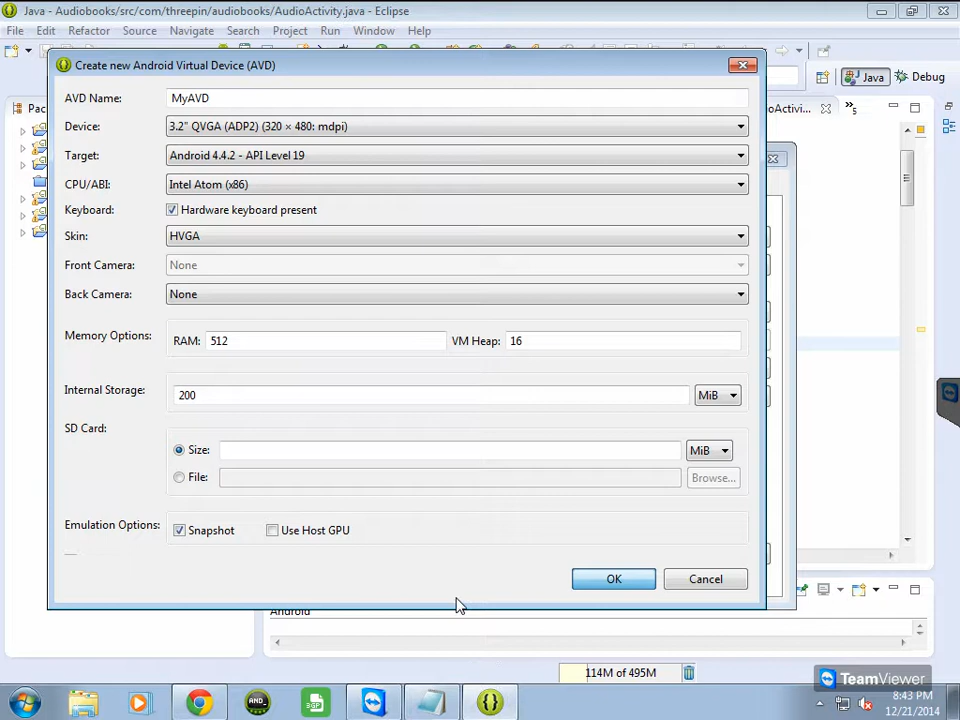 Java - Audiobooks/src/com/threepin/audiobooks/AudioActivity.java - Eclipse
File Edit Refactor Source Navigate Search Project Run Window Help
Java Debug
Create new Android Virtual Device (AVD)
Pac
oActivi...
»5
AVD Name: MyAVD
Device: 3.2" QVGA (ADP2) (320 × 480: mdpi)
Target: Android 4.4.2 - API Level 19
CPU/ABI: Intel Atom (x86)
Keyboard: Hardware keyboard present
Skin: HVGA
Front Camera: None
Back Camera: None
Memory Options: RAM: 512 VM Heap: 16
Internal Storage: 200 MiB
SD Card:
Size: MiB
File: Browse...
Emulation Options: Snapshot Use Host GPU
OK Cancel
Android
114M of 495M
TeamViewer
AND
3GP
8:43 PM
12/21/2014